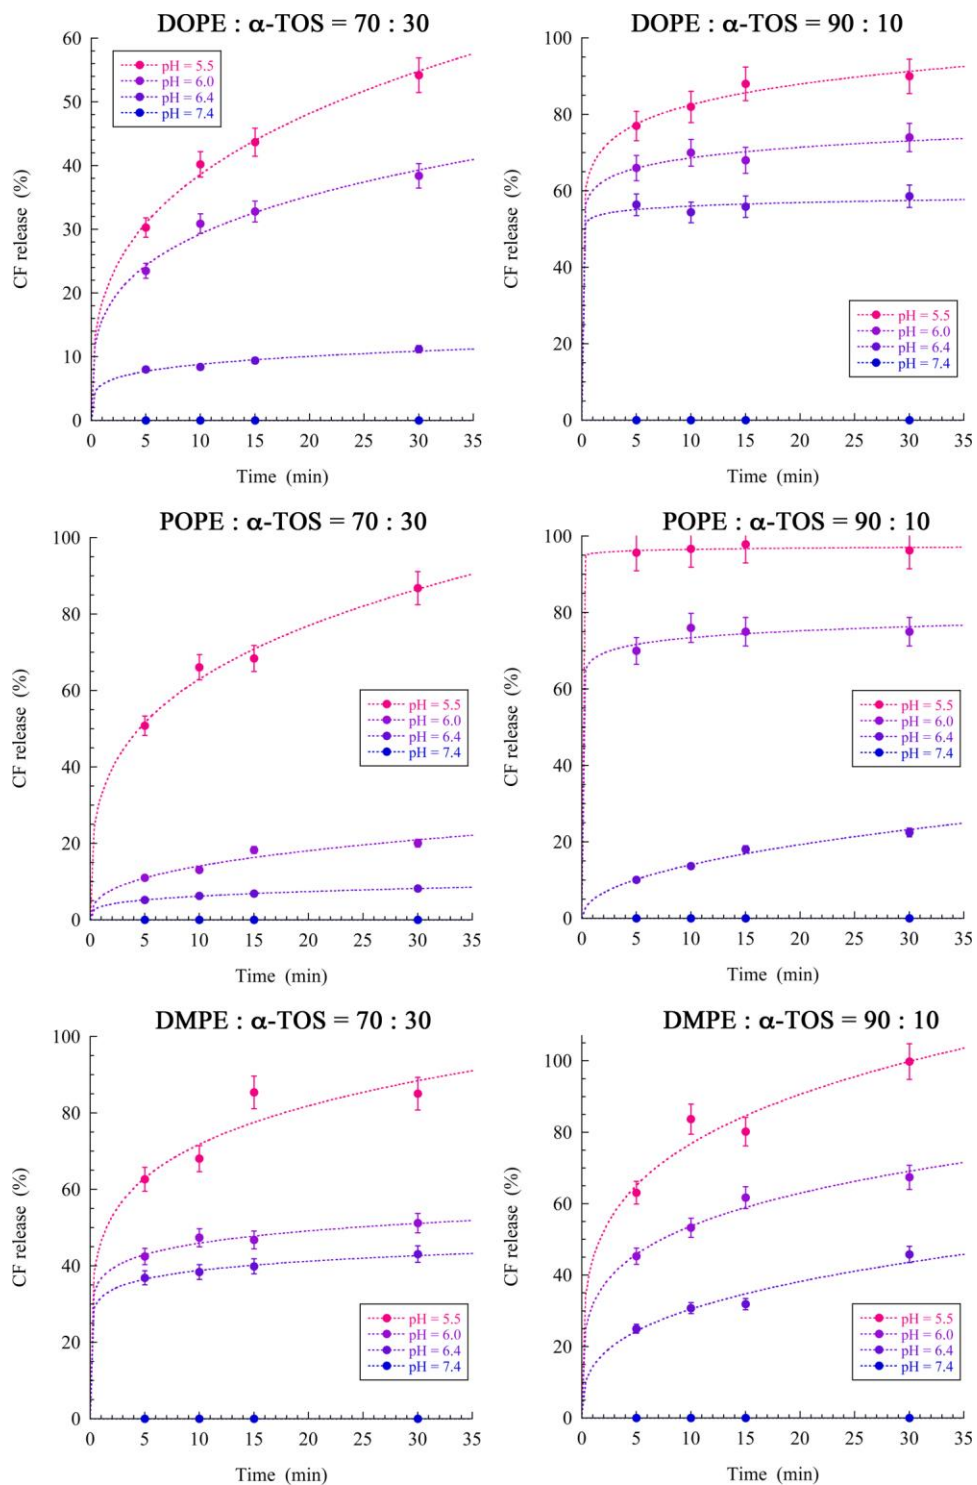 DOPE : α-TOS = 70 : 30
60
50
40
30
20
10
0
CF release (%)
pH = 5.5
pH = 6.0
pH = 6.4
pH = 7.4
0 5 10 15 20 25 30 35
Time (min)
DOPE : α-TOS = 90 : 10
100
80
60
40
20
0
CF release (%)
pH = 5.5
pH = 6.0
pH = 6.4
pH = 7.4
0 5 10 15 20 25 30 35
Time (min)
POPE : α-TOS = 70 : 30
100
80
60
40
20
0
CF release (%)
pH = 5.5
pH = 6.0
pH = 6.4
pH = 7.4
0 5 10 15 20 25 30 35
Time (min)
POPE : α-TOS = 90 : 10
100
80
60
40
20
0
CF release (%)
pH = 5.5
pH = 6.0
pH = 6.4
pH = 7.4
0 5 10 15 20 25 30 35
Time (min)
DMPE : α-TOS = 70 : 30
100
80
60
40
20
0
CF release (%)
pH = 5.5
pH = 6.0
pH = 6.4
pH = 7.4
0 5 10 15 20 25 30 35
Time (min)
DMPE : α-TOS = 90 : 10
100
80
60
40
20
0
CF release (%)
pH = 5.5
pH = 6.0
pH = 6.4
pH = 7.4
0 5 10 15 20 25 30 35
Time (min)